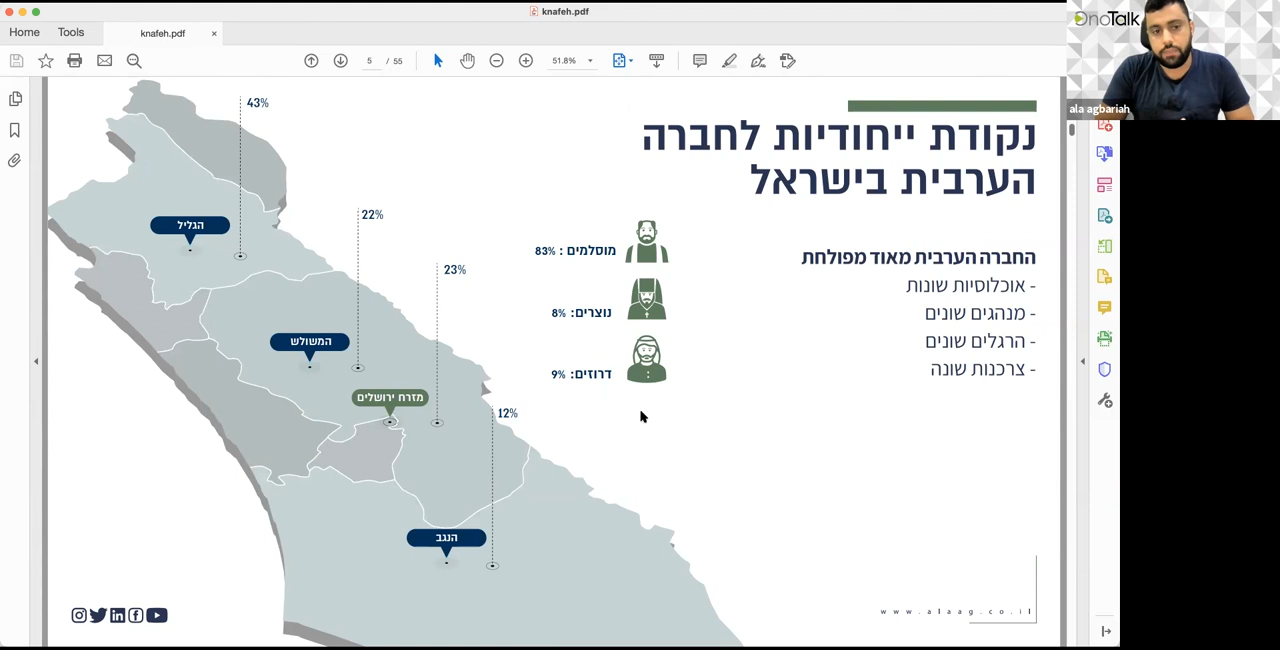 knafeh.pdf
Home
Tools
knafeh.pdf
×
5
/ 55
51.8%
OnoTalk
ala agbariah
נקודת ייחודיות לחברה
הערבית בישראל
החברה הערבית מאוד מפולחת
- אוכלוסיות שונות
- מנהגים שונים
- הרגלים שונים
- צרכנות שונה
מוסלמים : 83%
נוצרים: 8%
דרוזים: 9%
43%
22%
23%
12%
הגליל
המשולש
מזרח ירושלים
הנגב
www.alaag.co.il